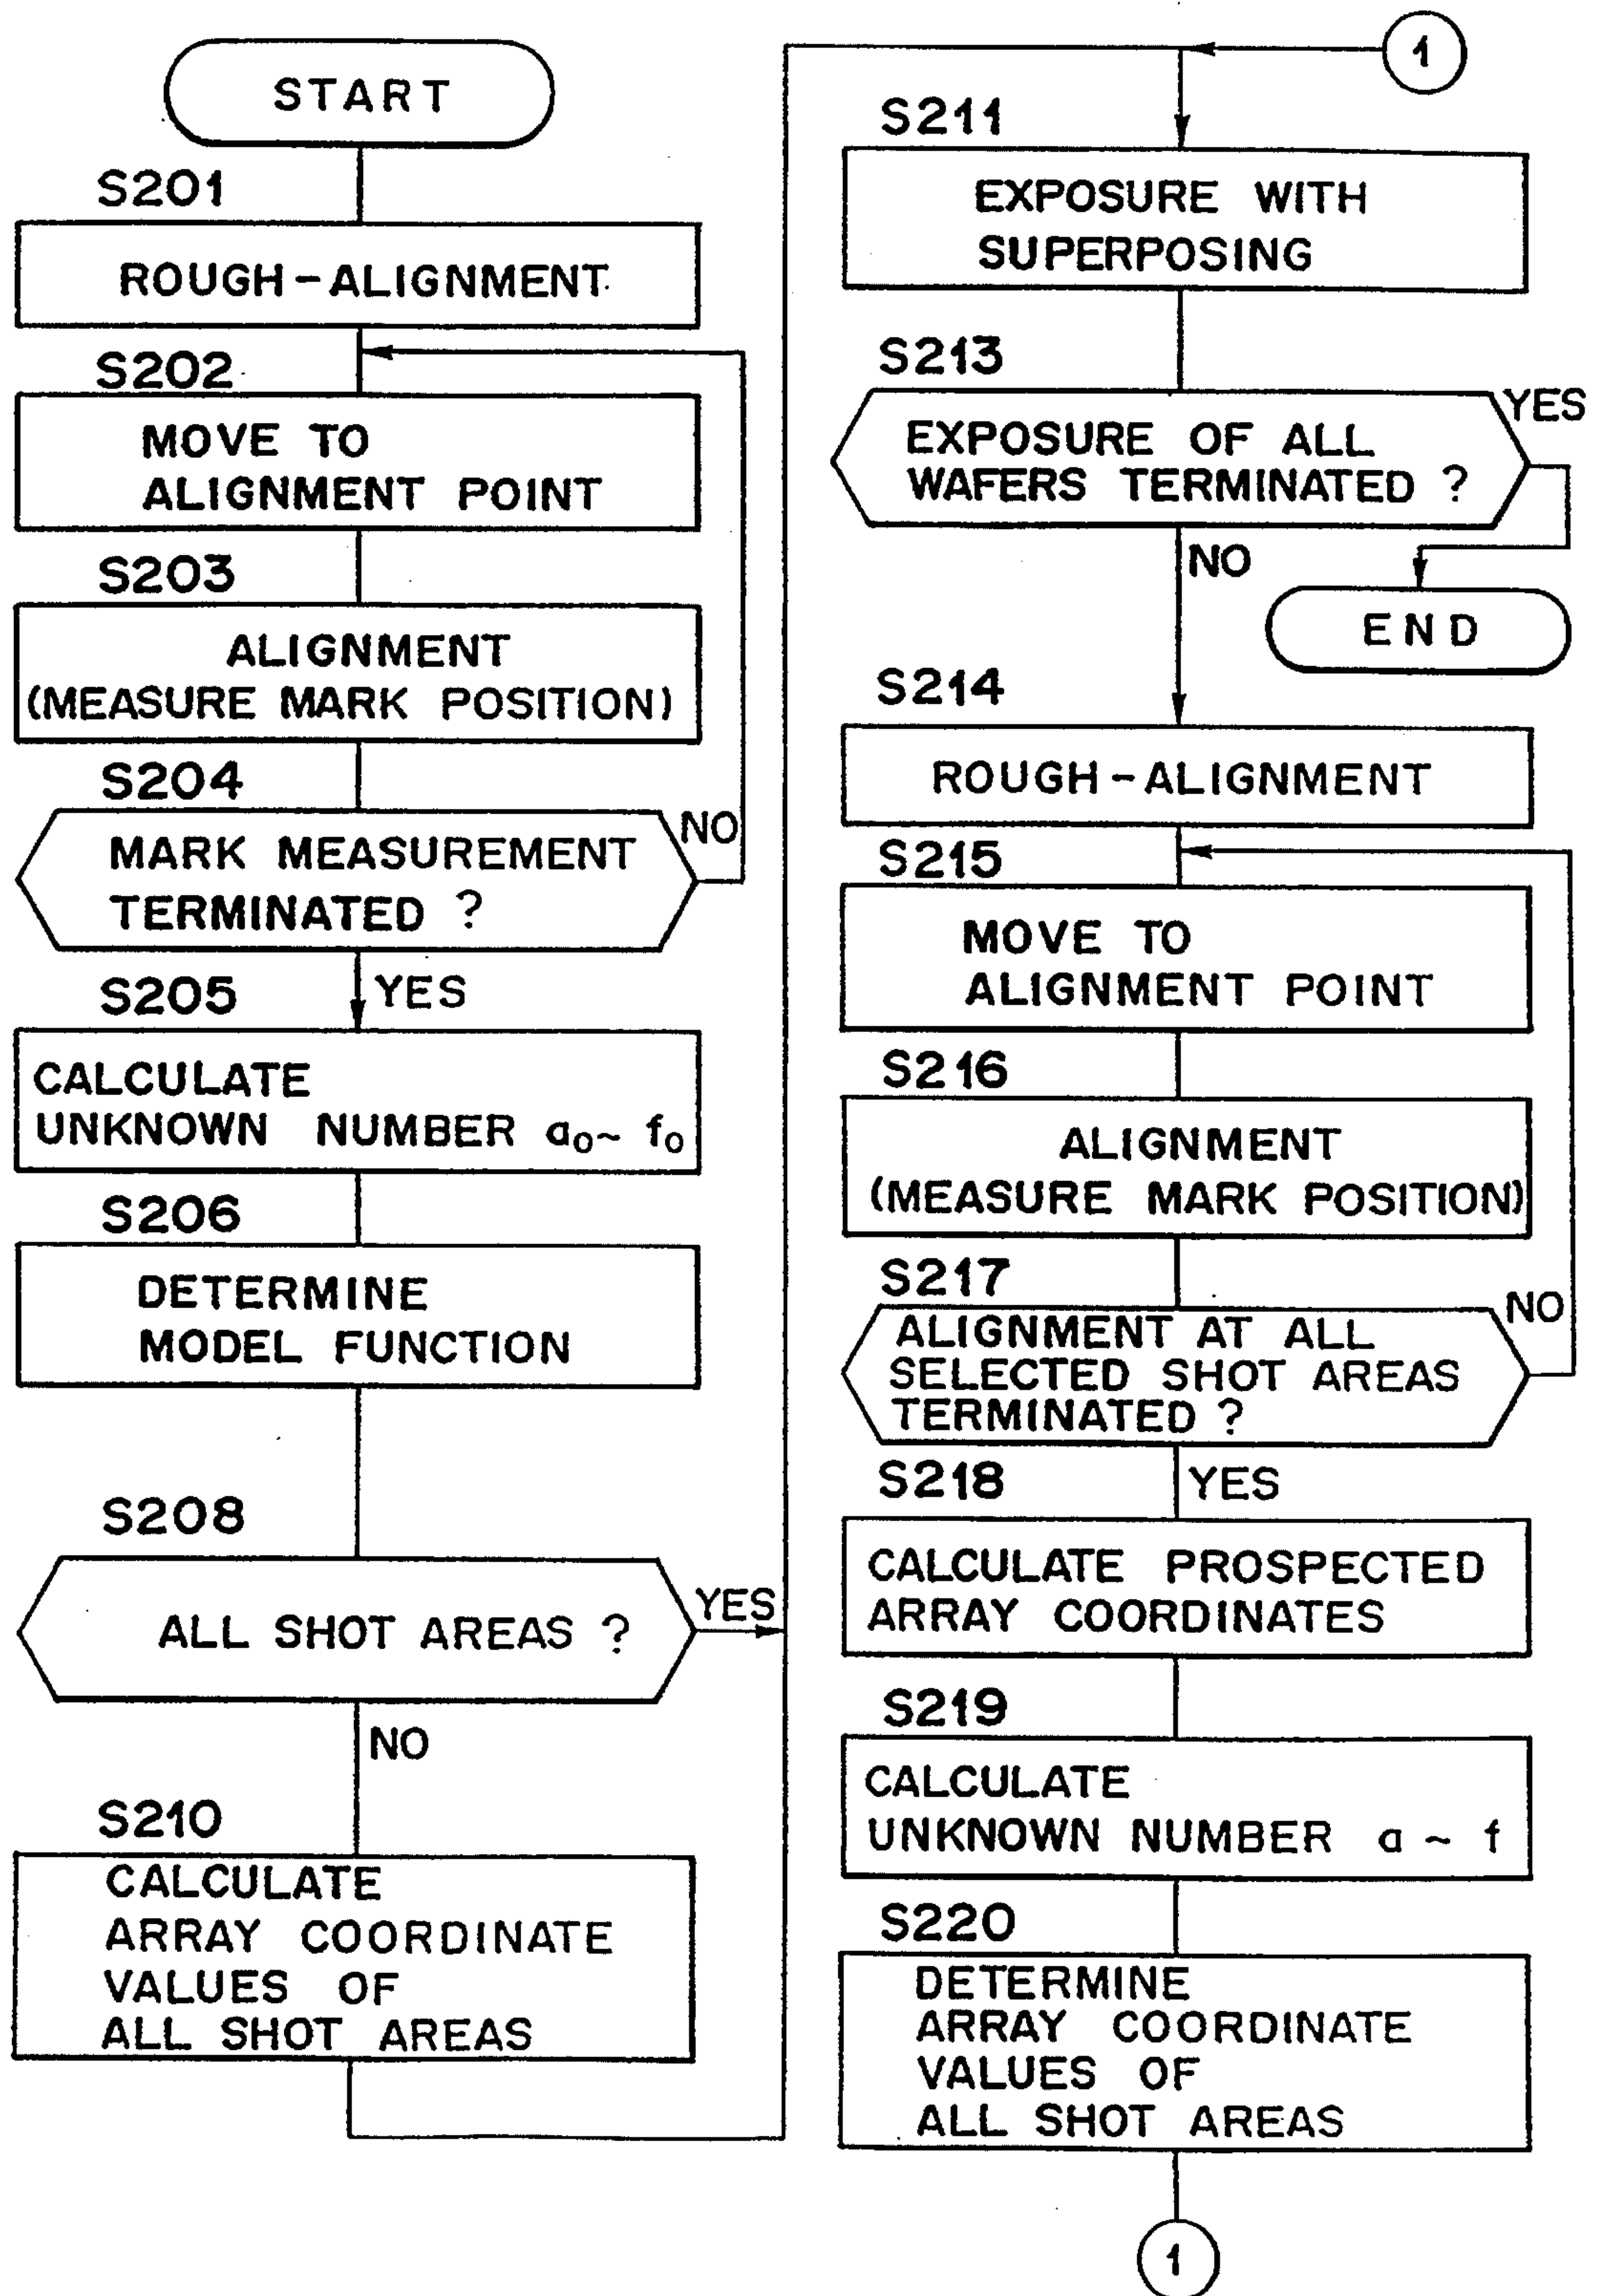 START
S201
ROUGH-ALIGNMENT
S202
MOVE TO
ALIGNMENT POINT
S203
ALIGNMENT
(MEASURE MARK POSITION)
S204
MARK MEASUREMENT
TERMINATED ?
NO
YES
S205
CALCULATE
UNKNOWN NUMBER a₀~ f₀
S206
DETERMINE
MODEL FUNCTION
S208
ALL SHOT AREAS ?
YES
NO
S210
CALCULATE
ARRAY COORDINATE
VALUES OF
ALL SHOT AREAS
1
S211
EXPOSURE WITH
SUPERPOSING
S213
EXPOSURE OF ALL
WAFERS TERMINATED ?
YES
NO
END
S214
ROUGH-ALIGNMENT
S215
MOVE TO
ALIGNMENT POINT
S216
ALIGNMENT
(MEASURE MARK POSITION)
S217
ALIGNMENT AT ALL
SELECTED SHOT AREAS
TERMINATED ?
NO
YES
S218
CALCULATE PROSPECTED
ARRAY COORDINATES
S219
CALCULATE
UNKNOWN NUMBER a ~ f
S220
DETERMINE
ARRAY COORDINATE
VALUES OF
ALL SHOT AREAS
1